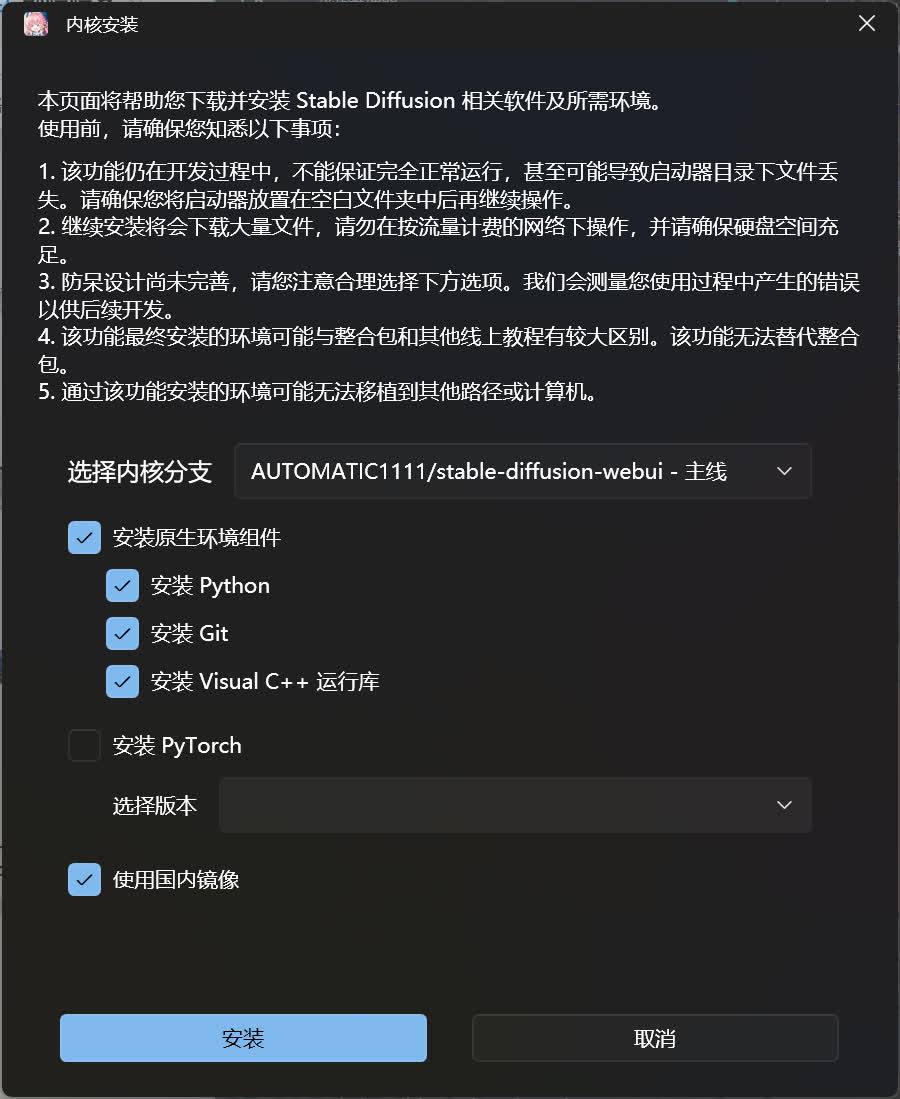 内核安装
本页面将帮助您下载并安装 Stable Diffusion 相关软件及所需环境。
使用前，请确保您知悉以下事项：
1. 该功能仍在开发过程中，不能保证完全正常运行，甚至可能导致启动器目录下文件丢
失。请确保您将启动器放置在空白文件夹中后再继续操作。
2. 继续安装将会下载大量文件，请勿在按流量计费的网络下操作，并请确保硬盘空间充
足。
3. 防呆设计尚未完善，请您注意合理选择下方选项。我们会测量您使用过程中产生的错误
以供后续开发。
4. 该功能最终安装的环境可能与整合包和其他线上教程有较大区别。该功能无法替代整合
包。
5. 通过该功能安装的环境可能无法移植到其他路径或计算机。
选择内核分支 AUTOMATIC1111/stable-diffusion-webui - 主线
安装原生环境组件
安装 Python
安装 Git
安装 Visual C++ 运行库
安装 PyTorch
选择版本
使用国内镜像
安装 取消